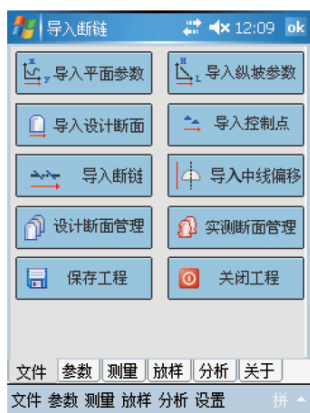 导入断链 12:09 ok
导入平面参数 导入纵坡参数
导入设计断面 导入控制点
导入断链 导入中线偏移
设计断面管理 实测断面管理
保存工程 关闭工程
文件 参数 测量 放样 分析 关于
文件 参数 测量 放样 分析 设置 拼